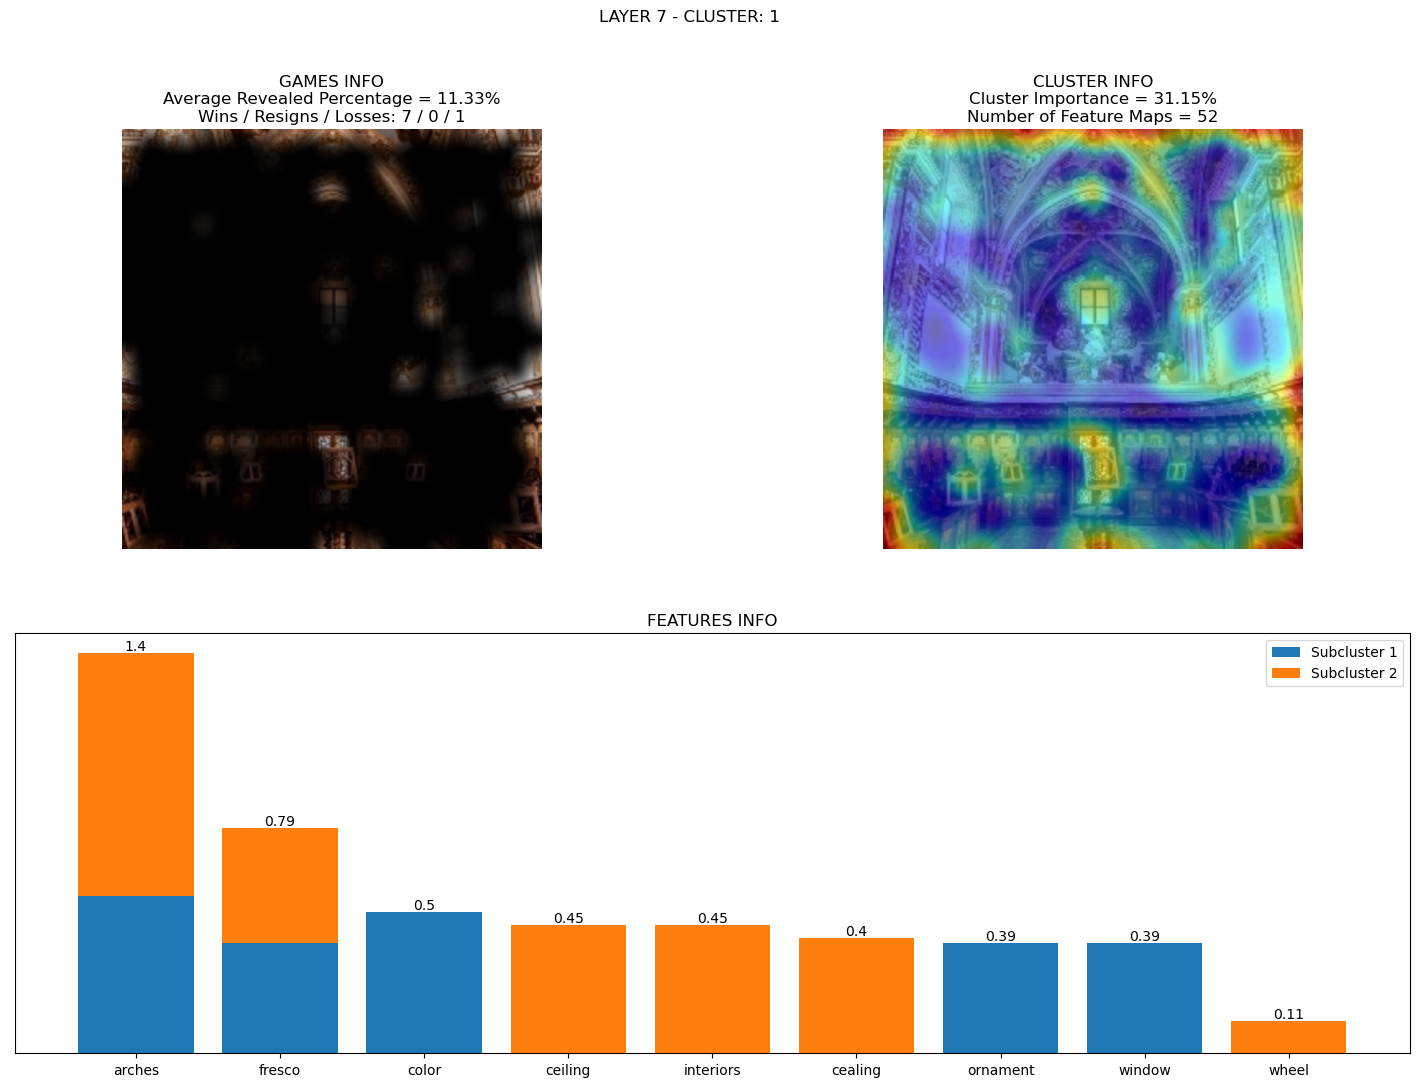 LAYER 7 - CLUSTER: 1
GAMES INFO
Average Revealed Percentage = 11.33%
Wins / Resigns / Losses: 7 / 0 / 1
CLUSTER INFO
Cluster Importance = 31.15%
Number of Feature Maps = 52
FEATURES INFO
Subcluster 1
Subcluster 2
1.4
0.79
0.5
0.45
0.45
0.4
0.39
0.39
0.11
arches
fresco
color
ceiling
interiors
cealing
ornament
window
wheel